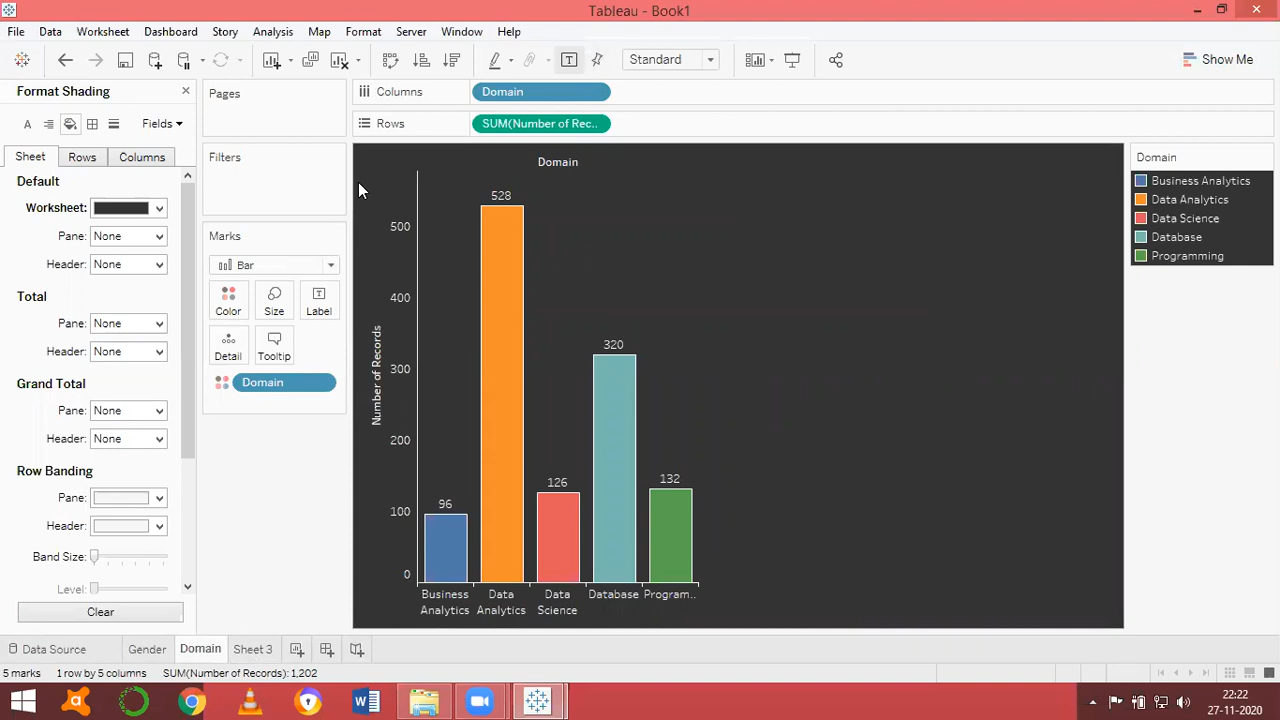 Tableau - Book1
File Data Worksheet Dashboard Story Analysis Map Format Server Window Help
Standard
Show Me
Format Shading
Fields
Sheet Rows Columns
Default
Worksheet:
Pane: None
Header: None
Total
Pane: None
Header: None
Grand Total
Pane: None
Header: None
Row Banding
Pane:
Header:
Band Size:
Level:
Clear
Pages
Filters
Marks
Bar
Color Size Label
Detail Tooltip
Domain
Columns Domain
Rows SUM(Number of Rec..
Domain
Number of Records
500
400
300
200
100
0
96
528
126
320
132
Business Analytics
Data Analytics
Data Science
Database
Program..
Domain
Business Analytics
Data Analytics
Data Science
Database
Programming
Data Source Gender Domain Sheet 3
5 marks 1 row by 5 columns SUM(Number of Records): 1,202
22:22
27-11-2020